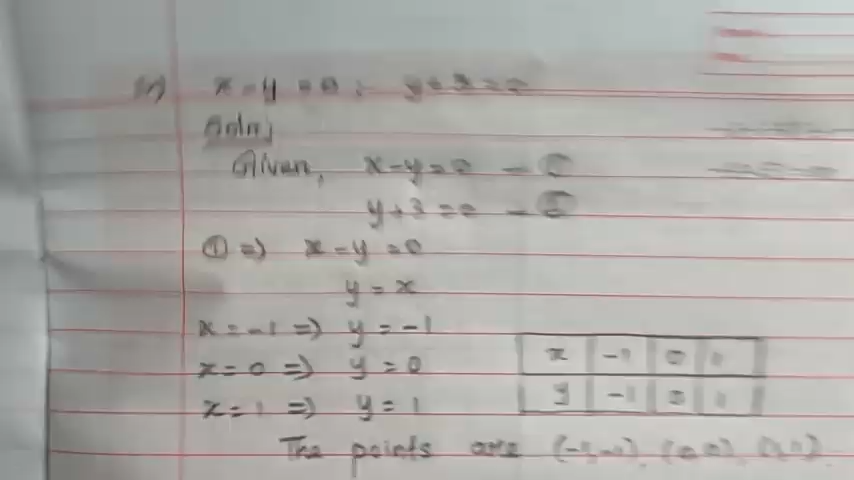 x - y = 0 ; y + 3 = 0
Soln;
Given, x - y = 0 — ①
y + 3 = 0 — ②
① ⇒) x - y = 0
y = x
x = -1 ⇒) y = -1
x = 0 ⇒) y = 0
x = 1 ⇒) y = 1
x -1 0 1
y -1 0 1
The points are (-1,-1), (0,0), (1,1)